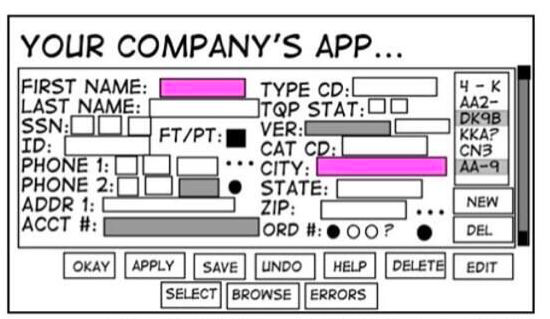 YOUR COMPANY'S APP...
FIRST NAME:
LAST NAME:
SSN:
FT/PT:
ID:
PHONE 1:
PHONE 2:
ADDR 1:
ACCT #:
TYPE CD:
TQP STAT:
VER:
CAT CD:
CITY:
STATE:
ZIP:
ORD #: ?
4 - K
AA2-
DK9B
KKA?
CN3
AA-9
NEW
DEL
OKAY APPLY SAVE UNDO HELP DELETE EDIT
SELECT BROWSE ERRORS